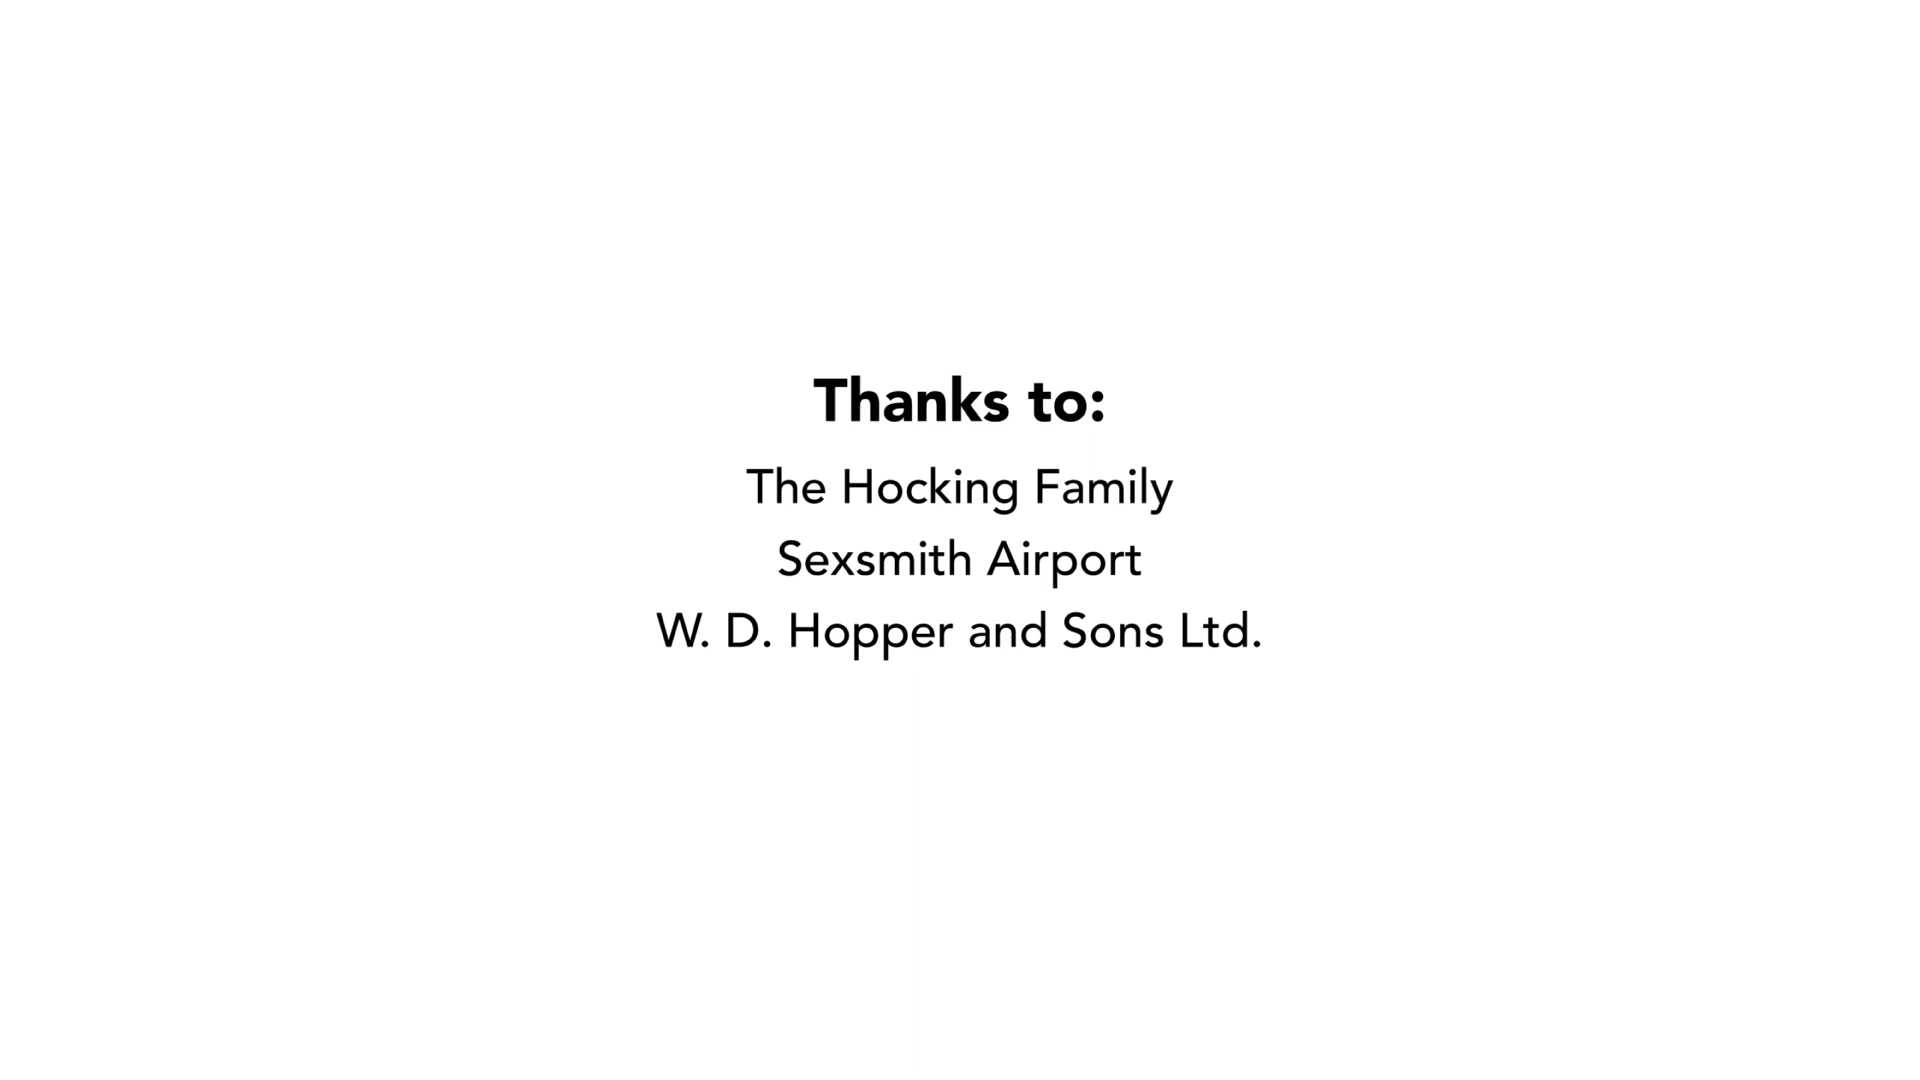 Thanks to:
The Hocking Family
Sexsmith Airport
W. D. Hopper and Sons Ltd.